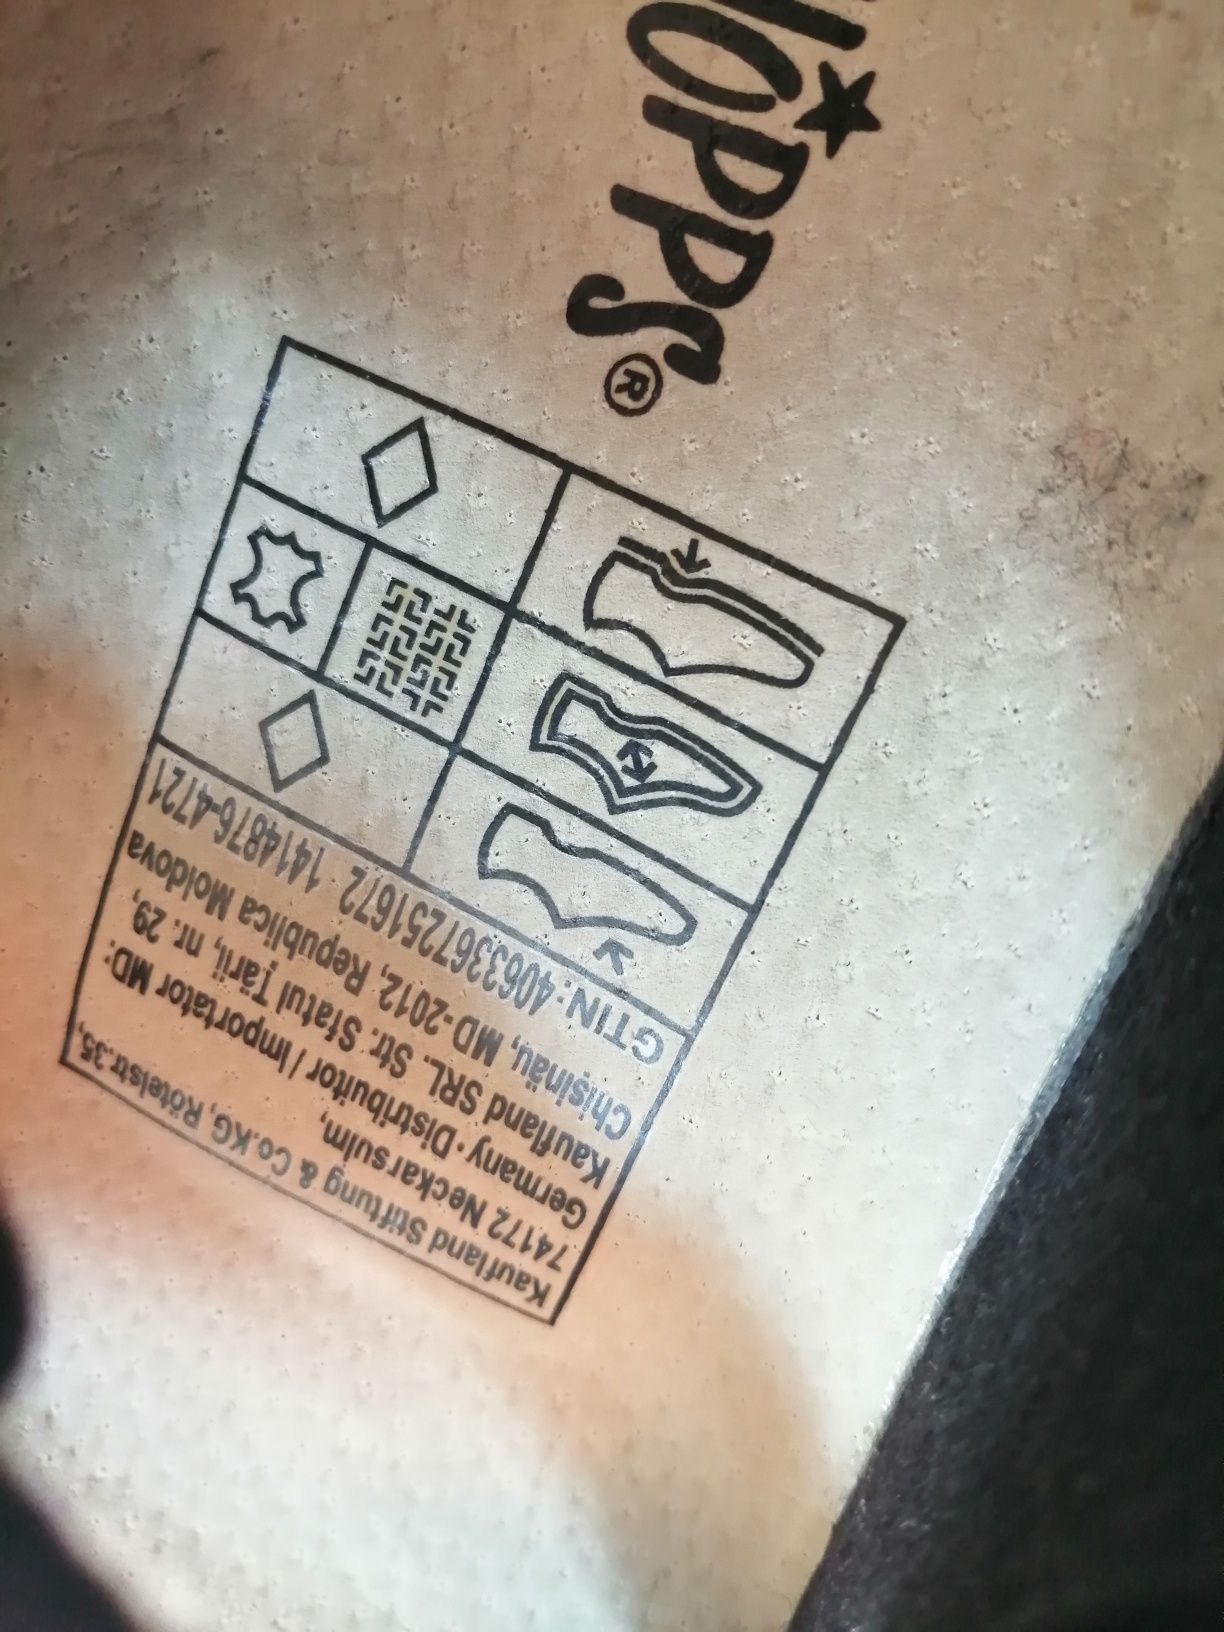 OPPS®
Kaufland Stiftung & Co.KG, Rötelstr.35,
74172 Neckarsulm,
Germany · Distribuitor / Importator MD:
Kaufland SRL. Str. Sfatul Țării, nr. 29,
Chișinău, MD-2012, Republica Moldova
GTIN: 4063367251672 1414876-4721